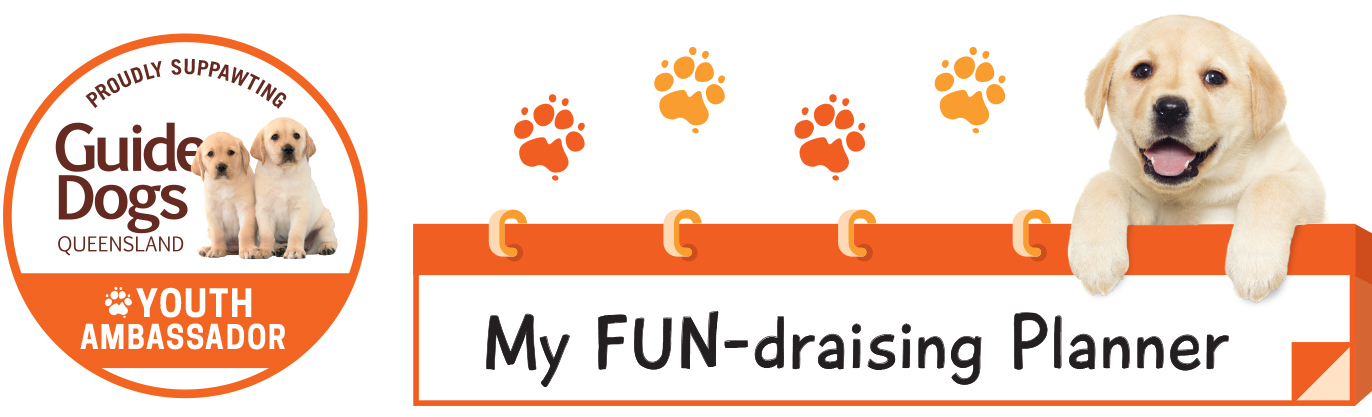 PROUDLY SUPPAWTING
Guide
Dogs
QUEENSLAND
YOUTH
AMBASSADOR
My FUN-draising Planner